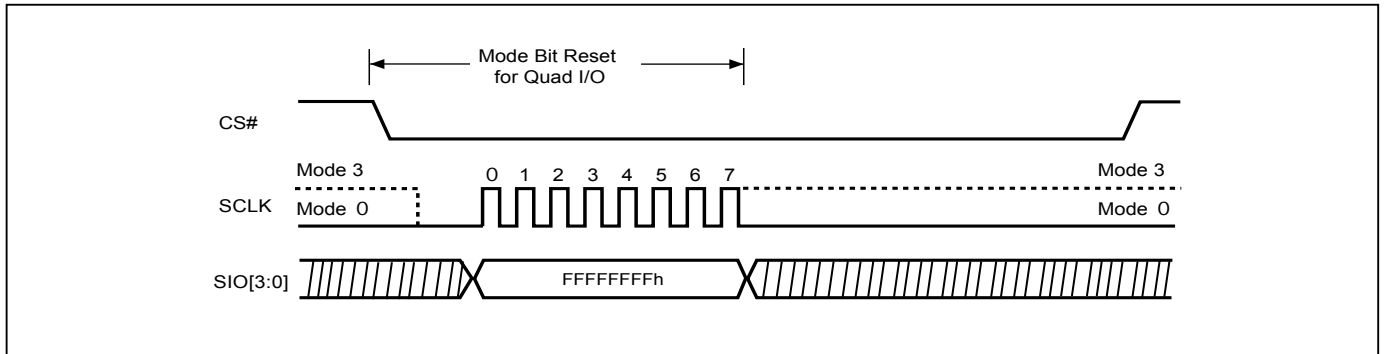 Mode Bit Reset
for Quad I/O
CS#
Mode 3
Mode 3
0 1 2 3 4 5 6 7
SCLK
Mode 0
Mode 0
SIO[3:0]
FFFFFFFFh